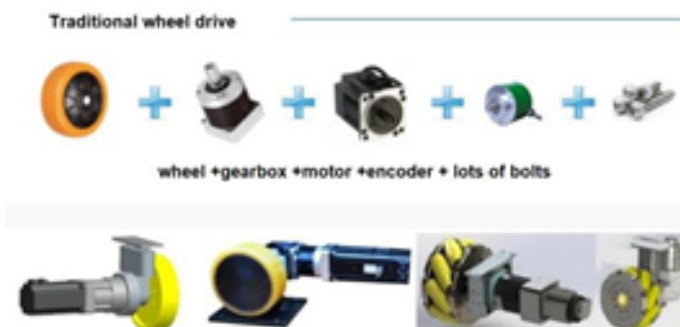 Traditional wheel drive
wheel +gearbox +motor +encoder + lots of bolts